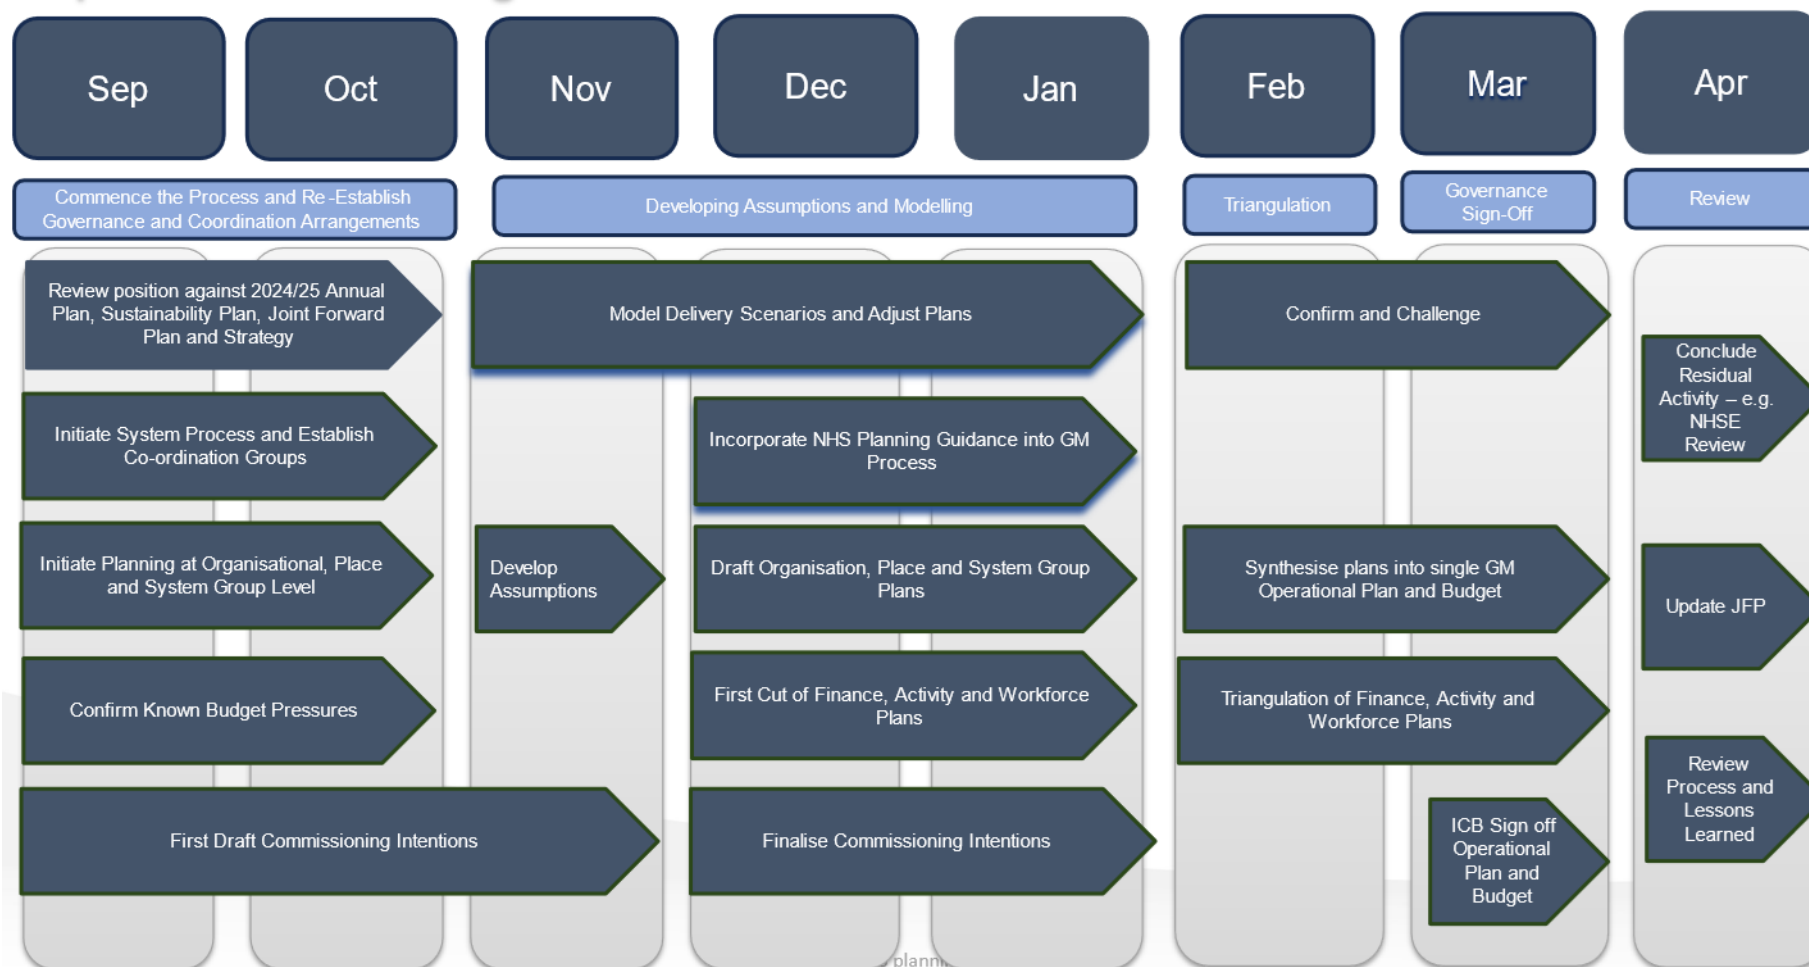 Sep
Oct
Nov
Dec
Jan
Feb
Mar
Apr
Commence the Process and Re-Establish
Governance and Coordination Arrangements
Developing Assumptions and Modelling
Triangulation
Governance
Sign-Off
Review
Review position against 2024/25 Annual
Plan, Sustainability Plan, Joint Forward
Plan and Strategy
Model Delivery Scenarios and Adjust Plans
Confirm and Challenge
Conclude
Residual
Activity – e.g.
NHSE
Review
Initiate System Process and Establish
Co-ordination Groups
Incorporate NHS Planning Guidance into GM
Process
Initiate Planning at Organisational, Place
and System Group Level
Develop
Assumptions
Draft Organisation, Place and System Group
Plans
Synthesise plans into single GM
Operational Plan and Budget
Update JFP
Confirm Known Budget Pressures
First Cut of Finance, Activity and Workforce
Plans
Triangulation of Finance, Activity and
Workforce Plans
Review
Process and
Lessons
Learned
First Draft Commissioning Intentions
Finalise Commissioning Intentions
ICB Sign off
Operational
Plan and
Budget